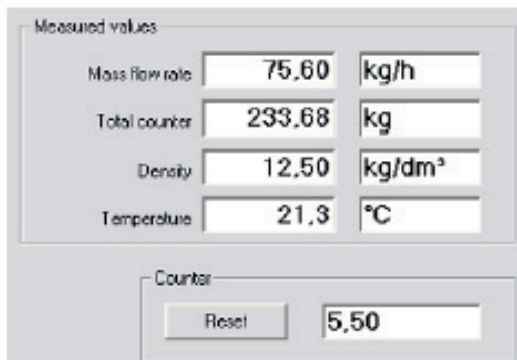 Measured values
Mass flow rate 75,60 kg/h
Total counter 233,68 kg
Density 12,50 kg/dm³
Temperature 21,3 °C
Counter
Reset 5,50